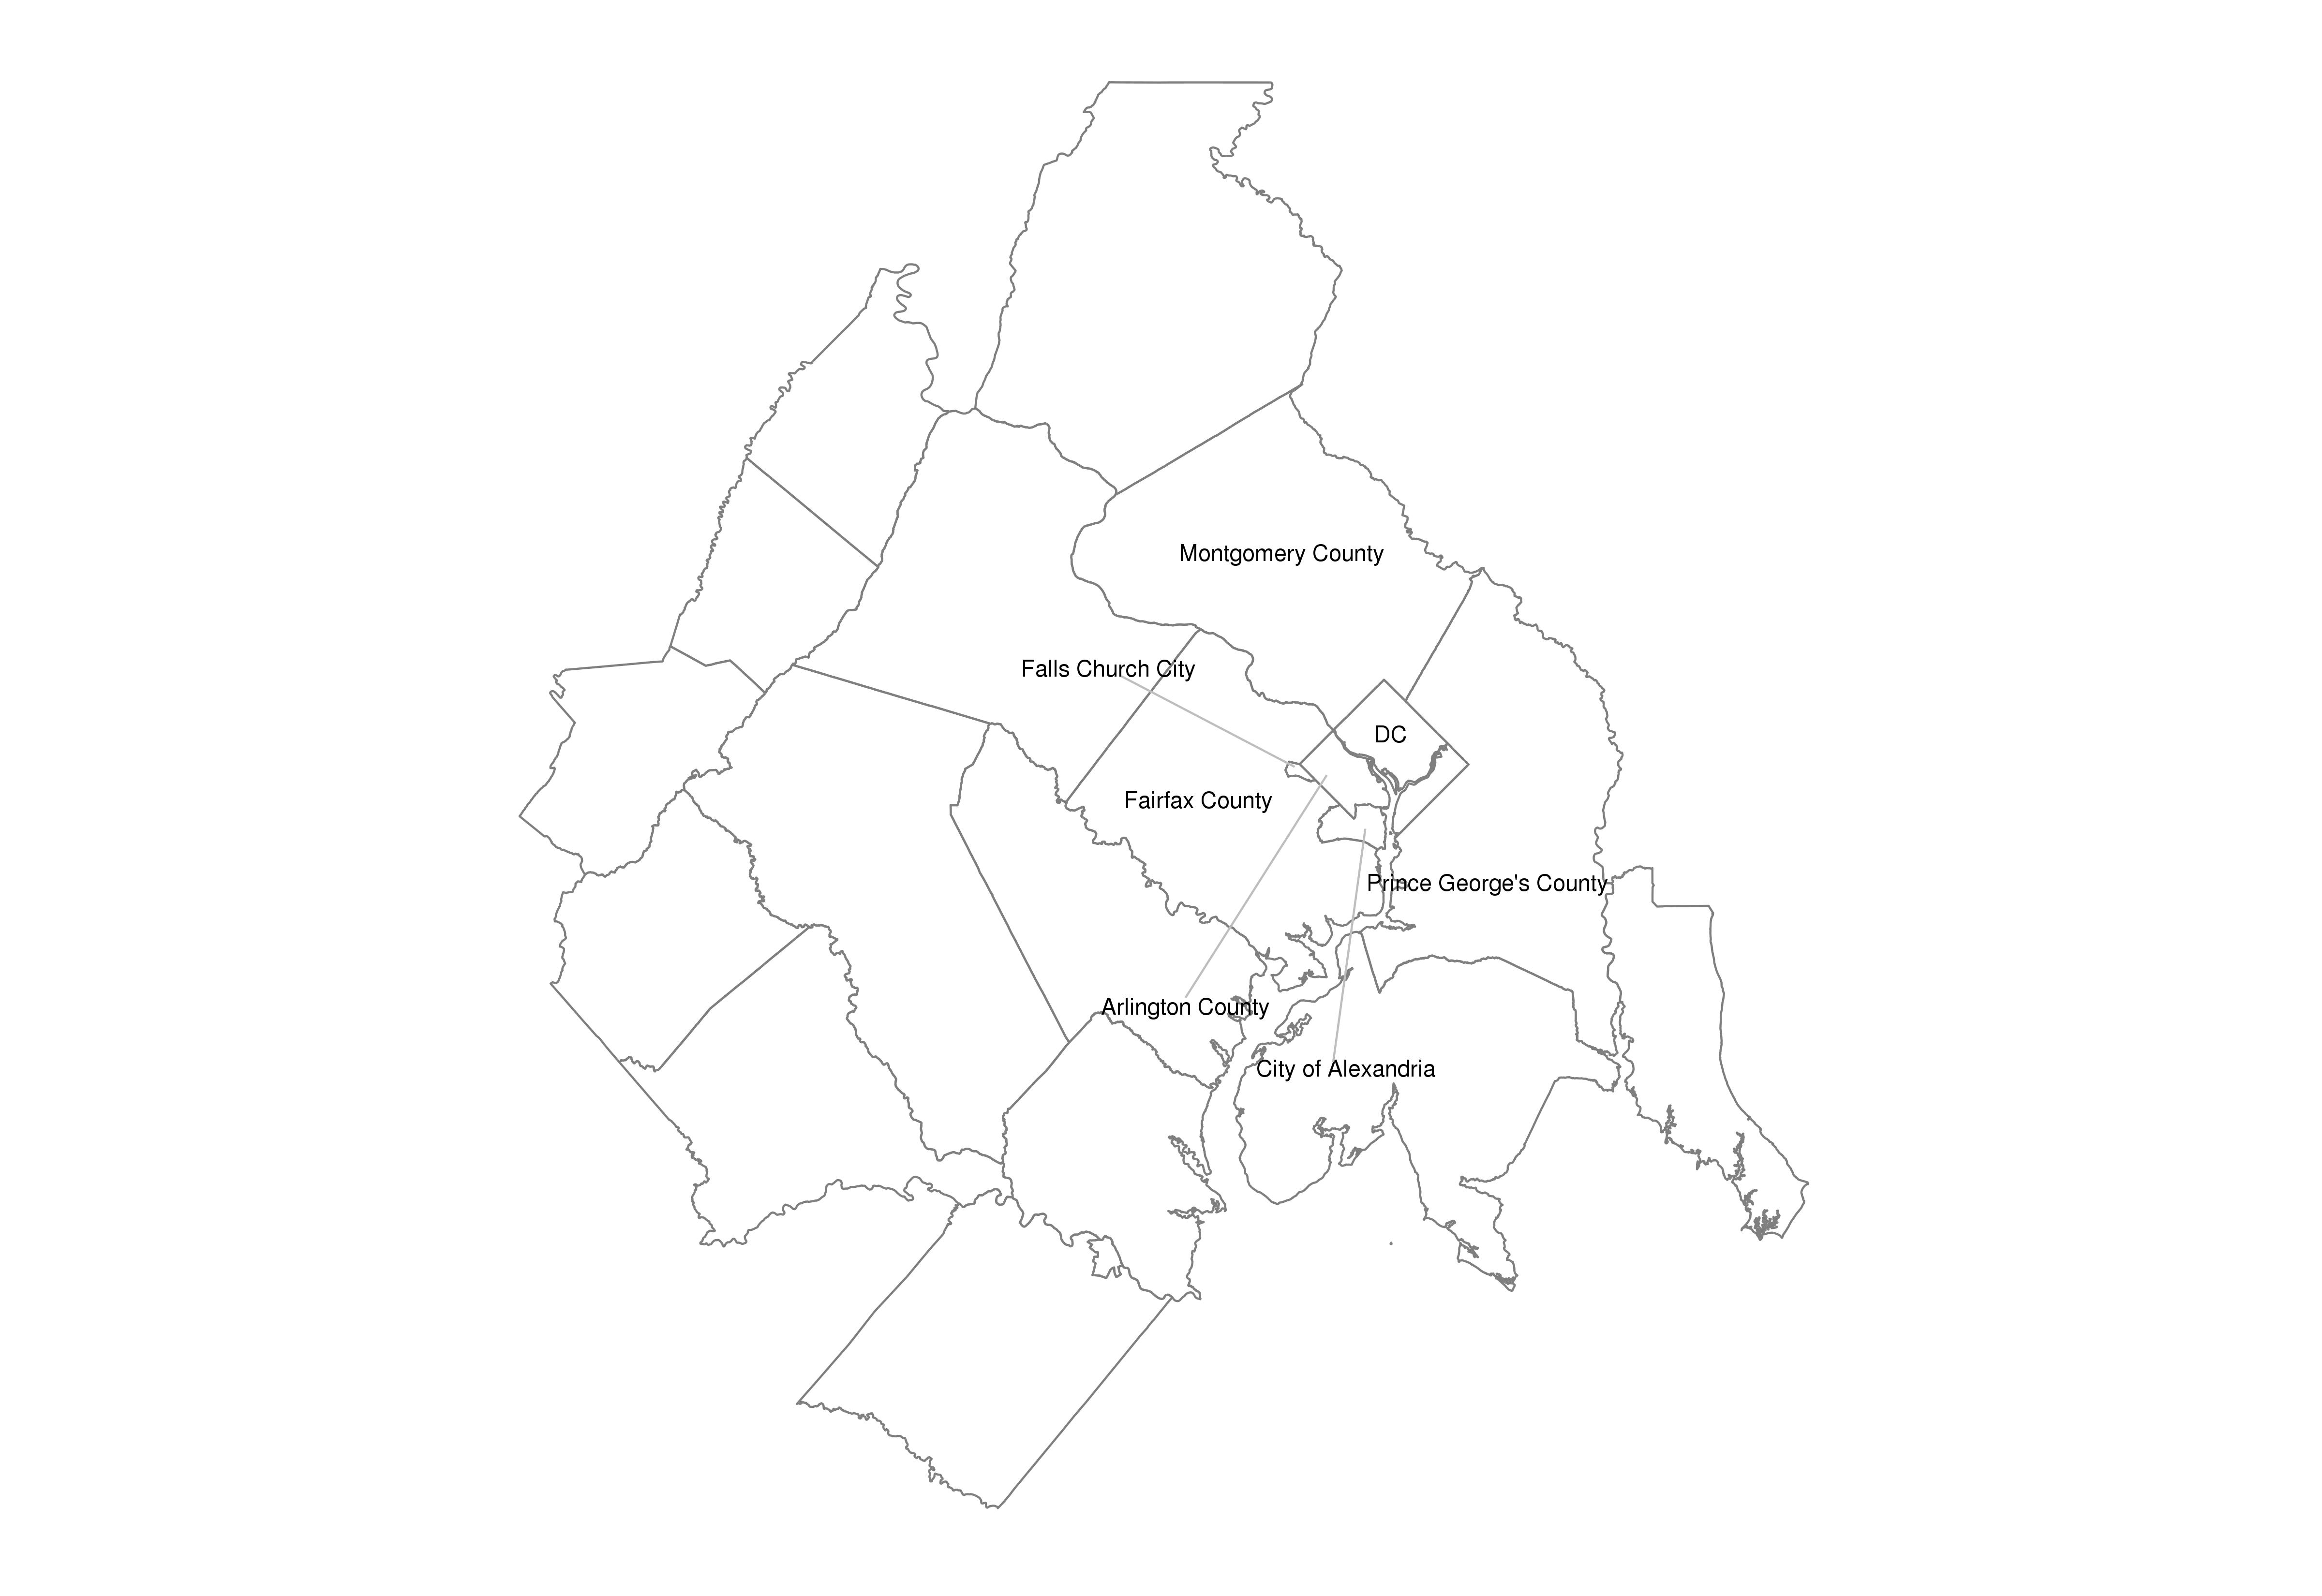 Montgomery County
Falls Church City
DC
Fairfax County
Prince George's County
Arlington County
City of Alexandria